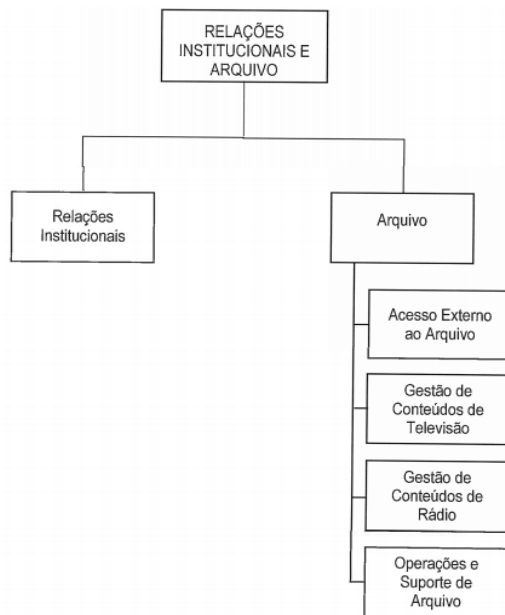 RELAÇÕES
INSTITUCIONAIS E
ARQUIVO
Relações
Institucionais
Arquivo
Acesso Externo
ao Arquivo
Gestão de
Conteúdos de
Televisão
Gestão de
Conteúdos de
Rádio
Operações e
Suporte de
Arquivo